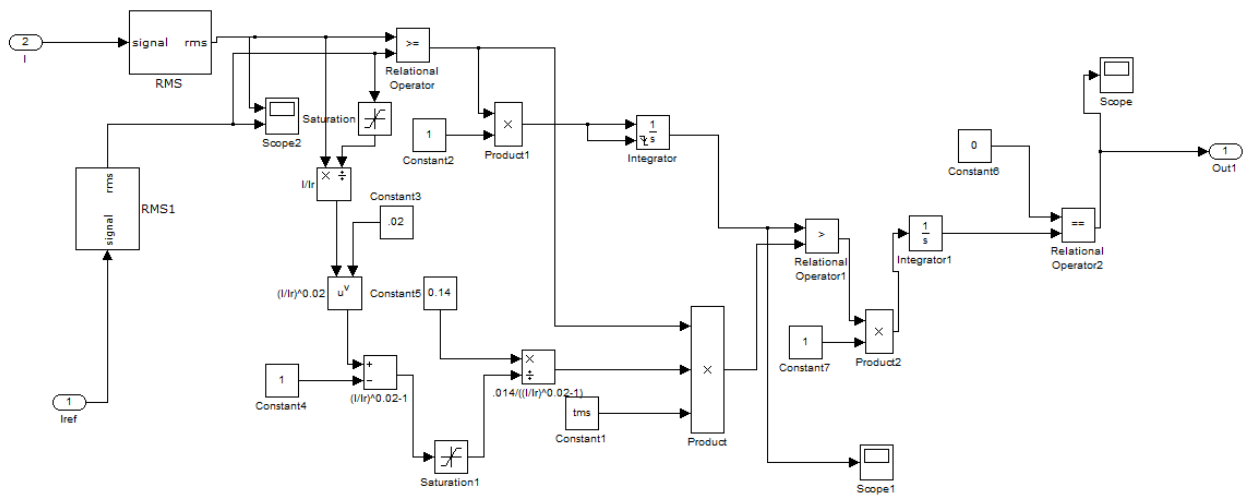 2
I
signal rms
RMS
>=
Relational
Operator
Scope2
Saturation
1
Constant2
×
Product1
1
s
Integrator
Scope
rms
signal
RMS1
× ÷
I/Ir
Constant3
.02
0
Constant6
1
Out1
>
Relational
Operator1
1
s
Integrator1
==
Relational
Operator2
u^v
(I/Ir)^0.02
Constant5
0.14
1
Constant4
+
−
(I/Ir)^0.02-1
×
÷
.014/((I/Ir)^0.02-1)
×
Product
1
Constant7
×
Product2
1
Iref
tms
Constant1
Saturation1
Scope1